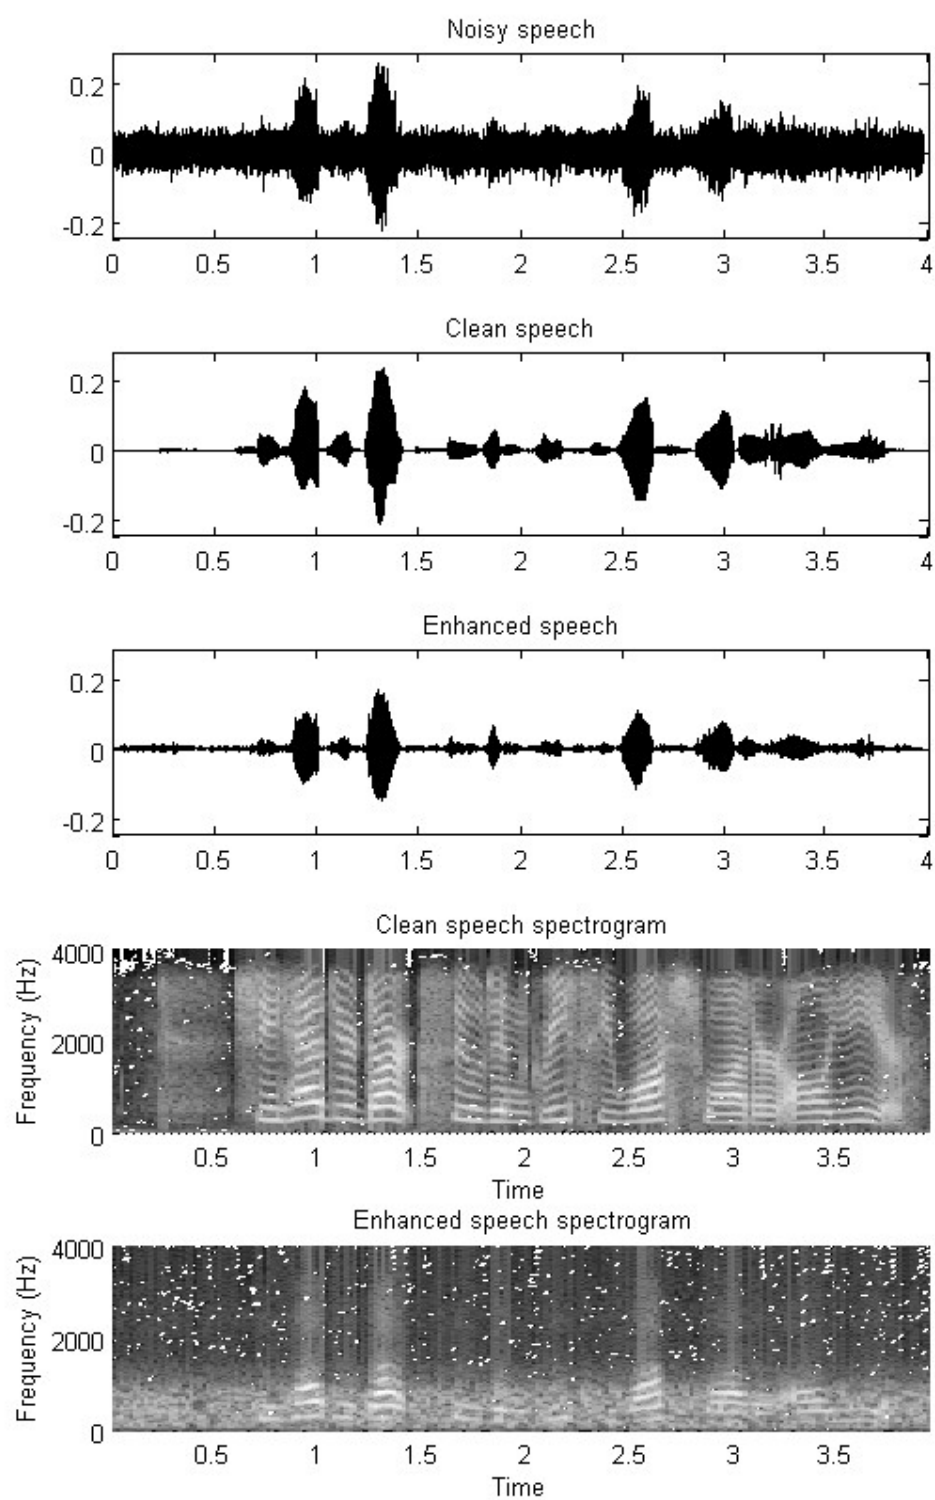 Noisy speech
0.2
0
-0.2
0 0.5 1 1.5 2 2.5 3 3.5 4
Clean speech
0.2
0
-0.2
0 0.5 1 1.5 2 2.5 3 3.5 4
Enhanced speech
0.2
0
-0.2
0 0.5 1 1.5 2 2.5 3 3.5 4
Clean speech spectrogram
Frequency (Hz)
4000
2000
0
0.5 1 1.5 2 2.5 3 3.5
Time
Enhanced speech spectrogram
Frequency (Hz)
4000
2000
0
0.5 1 1.5 2 2.5 3 3.5
Time